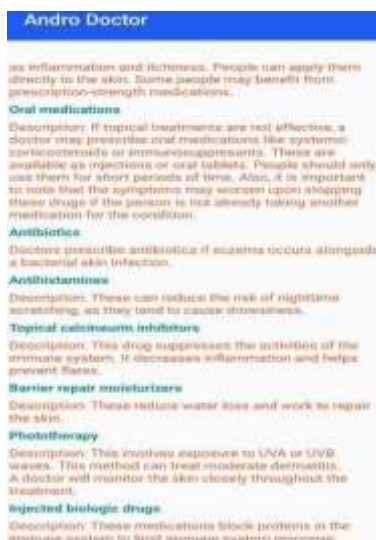 Andro Doctor
as inflammation and itchiness. People can apply them
directly to the skin. Some people may benefit from
prescription-strength medications.
Oral medications
Description: If topical treatments are not effective, a
doctor may prescribe oral medications like systemic
corticosteroids or immunosuppressants. These are
available as injections or oral tablets. People should only
use them for short periods of time. Also, it is important
to note that the symptoms may worsen upon stopping
these drugs if the person is not already taking another
medication for the condition.
Antibiotics
Doctors prescribe antibiotics if eczema occurs alongside
a bacterial skin infection.
Antihistamines
Description: These can reduce the risk of nighttime
scratching, as they tend to cause drowsiness.
Topical calcineurin inhibitors
Description: This drug suppresses the activities of the
immune system. It decreases inflammation and helps
prevent flares.
Barrier repair moisturizers
Description: These reduce water loss and work to repair
the skin.
Phototherapy
Description: This involves exposure to UVA or UVB
waves. This method can treat moderate dermatitis.
A doctor will monitor the skin closely throughout the
treatment.
Injected biologic drugs
Description: These medications block proteins in the
immune system to limit immune system response.